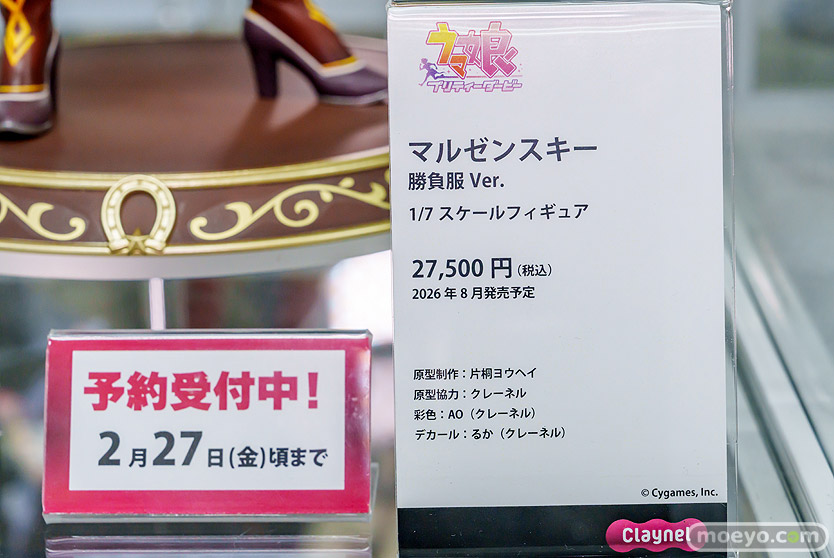 ウマ娘
プリティーダービー
マルゼンスキー
勝負服 Ver.
1/7 スケールフィギュア
27,500 円(税込)
2026 年 8 月発売予定
原型制作：片桐ヨウヘイ
原型協力：クレーネル
彩色：AO（クレーネル）
デカール：るか（クレーネル）
© Cygames, Inc.
Claynel
moeyo.com
予約受付中！
2 月 27 日(金)頃まで